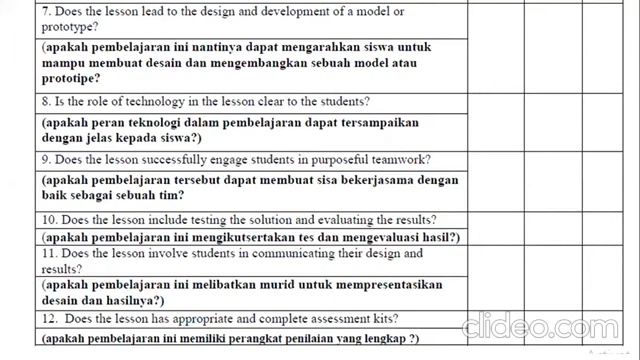 7. Does the lesson lead to the design and development of a model or
prototype?
(apakah pembelajaran ini nantinya dapat mengarahkan siswa untuk
mampu membuat desain dan mengembangkan sebuah model atau
prototipe?
8. Is the role of technology in the lesson clear to the students?
(apakah peran teknologi dalam pembelajaran dapat tersampaikan
dengan jelas kepada siswa?)
9. Does the lesson successfully engage students in purposeful teamwork?
(apakah pembelajaran tersebut dapat membuat sisa bekerjasama dengan
baik sebagai sebuah tim?
10. Does the lesson include testing the solution and evaluating the results?
(apakah pembelajaran ini mengikutsertakan tes dan mengevaluasi hasil?)
11. Does the lesson involve students in communicating their design and
results?
(apakah pembelajaran ini melibatkan murid untuk mempresentasikan
desain dan hasilnya?)
12. Does the lesson has appropriate and complete assessment kits?
(apakah pembelajaran ini memiliki perangkat penilaian yang lengkap ?)
clideo.com